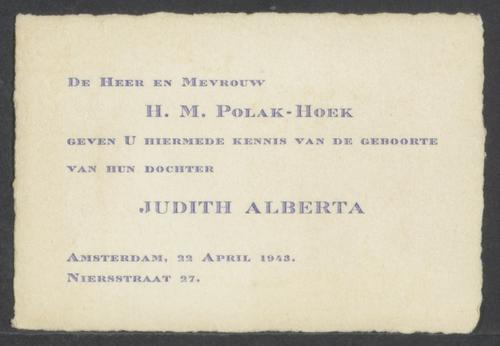 De Heer en Mevrouw
H. M. Polak-Hoek
geven U hiermede kennis van de geboorte
van hun dochter
JUDITH ALBERTA
Amsterdam, 22 April 1943.
Niersstraat 27.